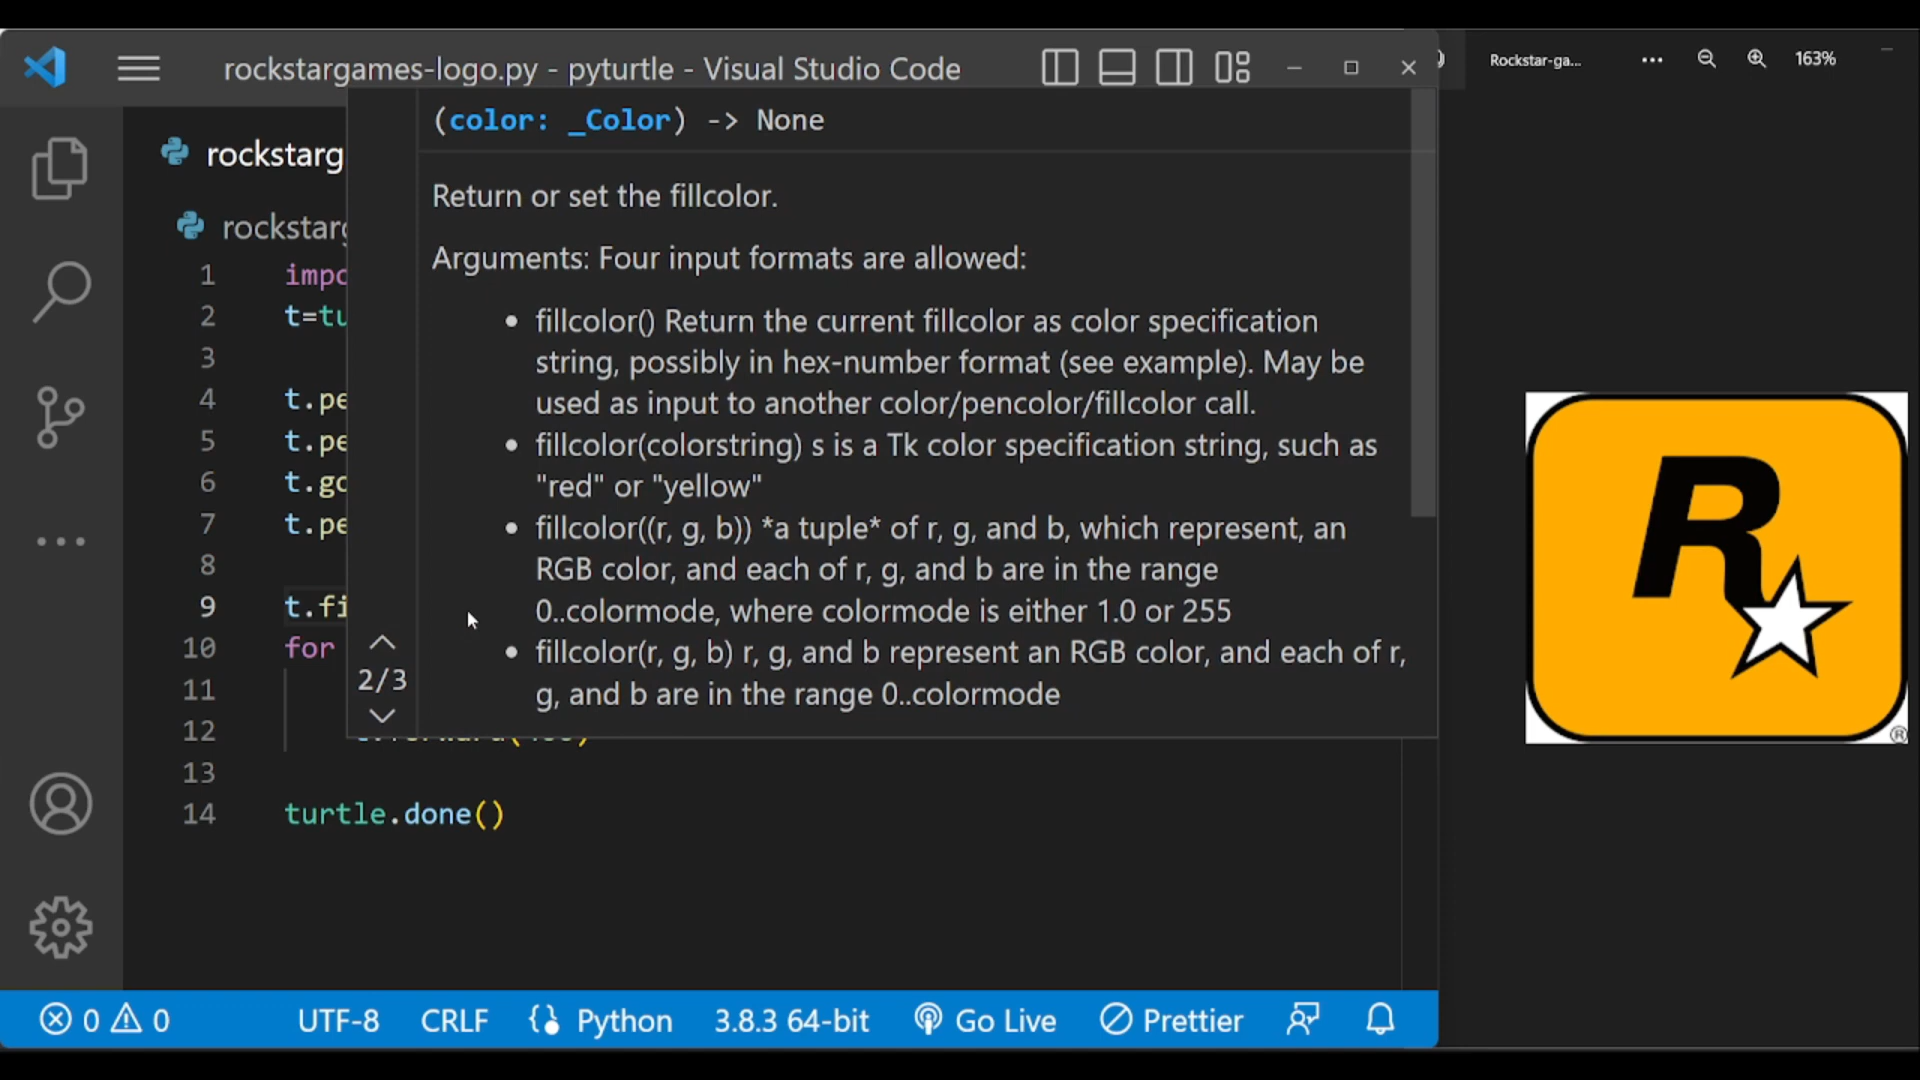 rockstargames-logo.py - pyturtle - Visual Studio Code
Rockstar-ga...
163%
(color: _Color) -> None
rockstarg
Return or set the fillcolor.
rockstarg
Arguments: Four input formats are allowed:
1 impo
2 t=tu
3
4 t.pe
5 t.pe
6 t.go
7 t.pe
8
9 t.fi
10 for
11
12
13
14 turtle.done()
• fillcolor() Return the current fillcolor as color specification
string, possibly in hex-number format (see example). May be
used as input to another color/pencolor/fillcolor call.
• fillcolor(colorstring) s is a Tk color specification string, such as
"red" or "yellow"
• fillcolor((r, g, b)) *a tuple* of r, g, and b, which represent, an
RGB color, and each of r, g, and b are in the range
0..colormode, where colormode is either 1.0 or 255
• fillcolor(r, g, b) r, g, and b represent an RGB color, and each of r,
g, and b are in the range 0..colormode
2/3
R
®
0 0
UTF-8
CRLF
Python
3.8.3 64-bit
Go Live
Prettier